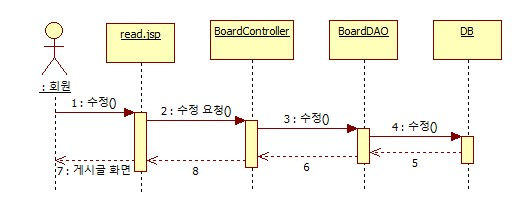 read.jsp
BoardController
BoardDAO
DB
: 회원
1 : 수정()
2 : 수정 요청()
3 : 수정()
4 : 수정()
5
6
8
7 : 게시글 화면